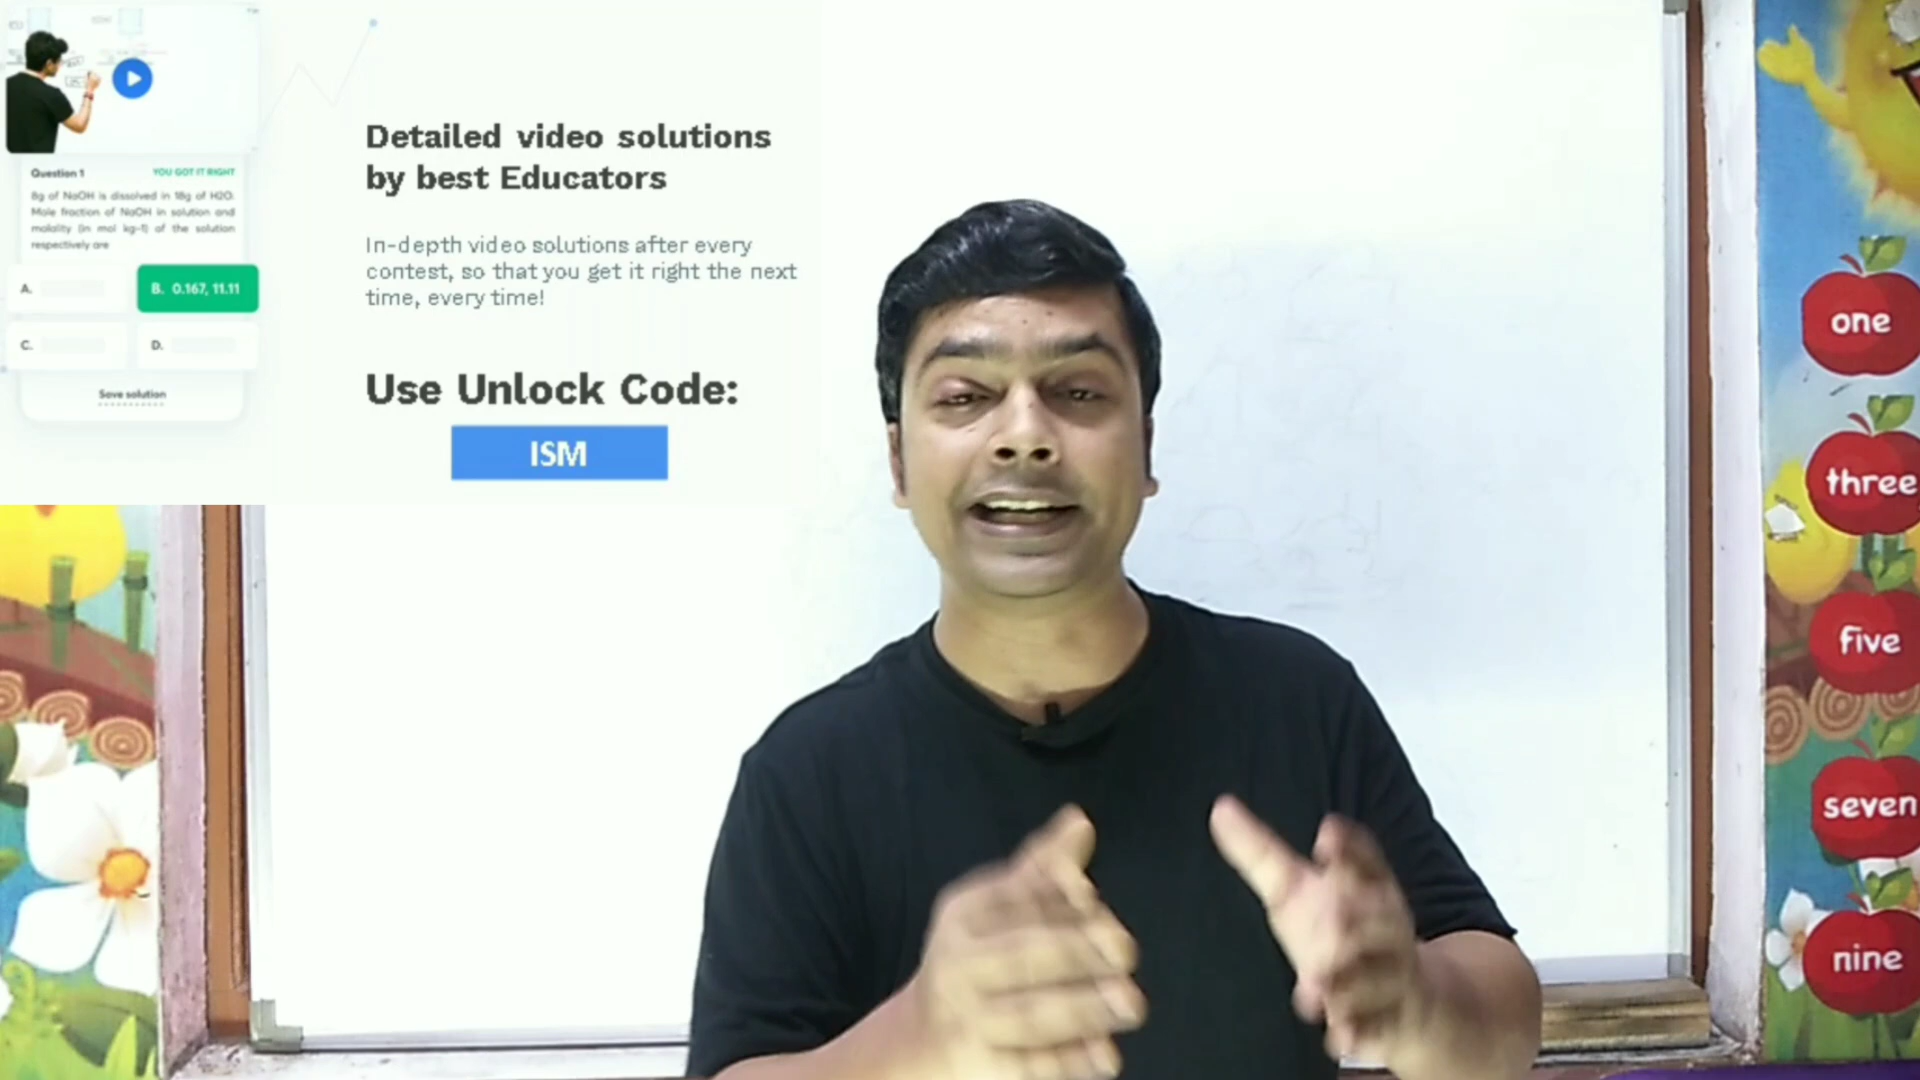 Question 1
YOU GOT IT RIGHT
8g of NaOH is dissolved in 18g of H2O.
Mole fraction of NaOH in solution and
molality (in mol kg-1) of the solution
respectively are
A.
B. 0.167, 11.11
C.
D.
Save solution
Detailed video solutions
by best Educators
In-depth video solutions after every
contest, so that you get it right the next
time, every time!
Use Unlock Code:
ISM
one
three
five
seven
nine